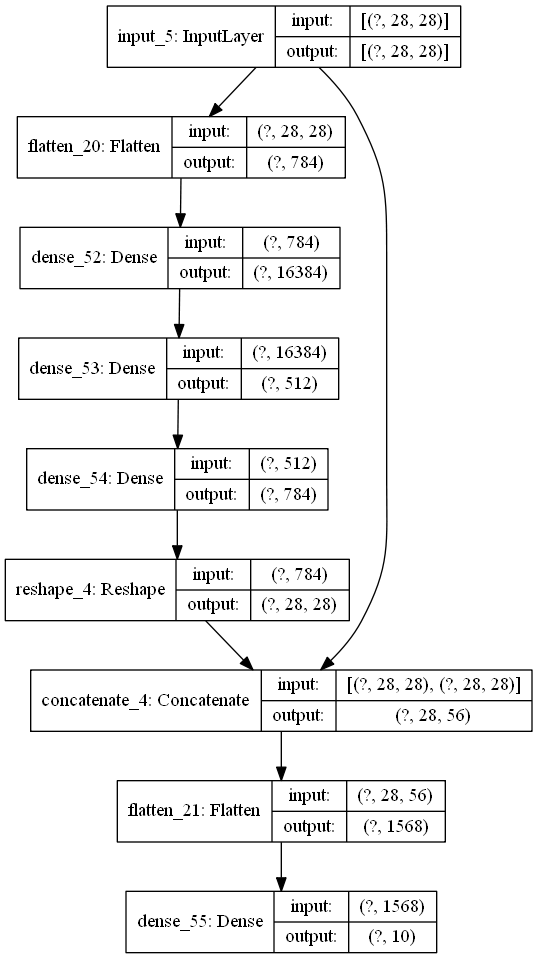 input_5: InputLayer
input: [(?, 28, 28)]
output: [(?, 28, 28)]
flatten_20: Flatten
input: (?, 28, 28)
output: (?, 784)
dense_52: Dense
input: (?, 784)
output: (?, 16384)
dense_53: Dense
input: (?, 16384)
output: (?, 512)
dense_54: Dense
input: (?, 512)
output: (?, 784)
reshape_4: Reshape
input: (?, 784)
output: (?, 28, 28)
concatenate_4: Concatenate
input: [(?, 28, 28), (?, 28, 28)]
output: (?, 28, 56)
flatten_21: Flatten
input: (?, 28, 56)
output: (?, 1568)
dense_55: Dense
input: (?, 1568)
output: (?, 10)